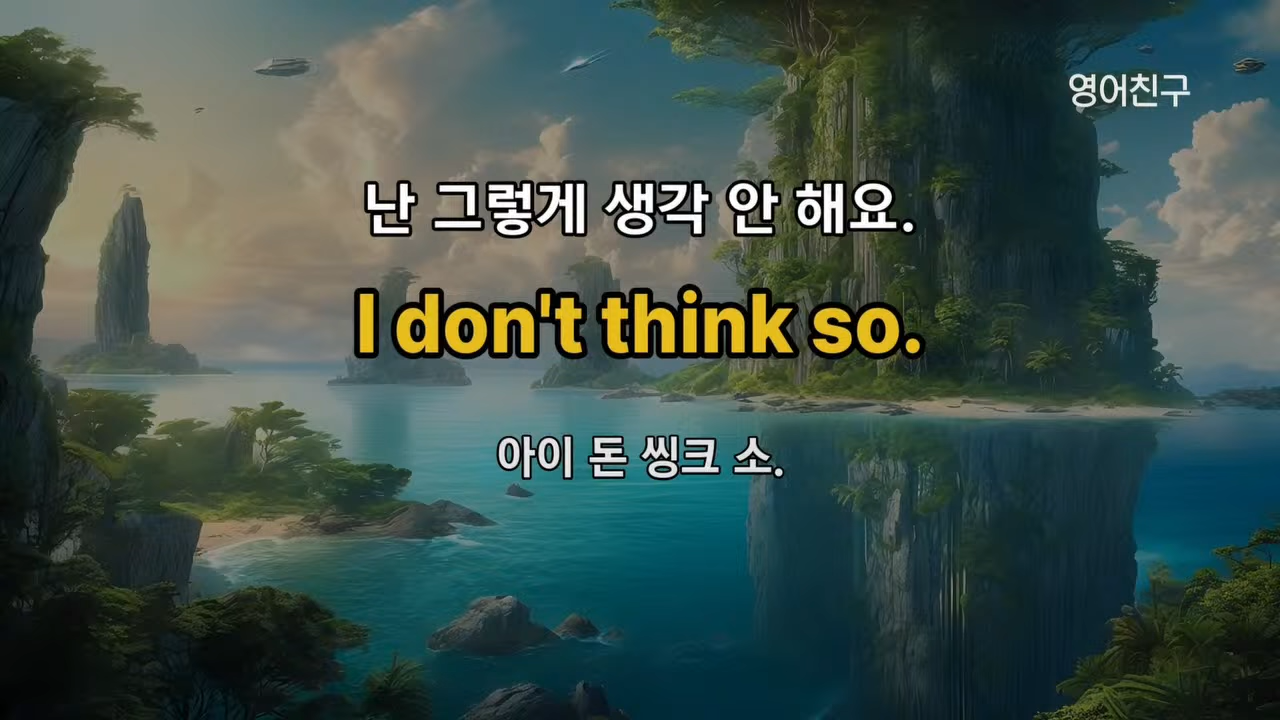 영어친구
난 그렇게 생각 안 해요.
I don't think so.
아이 돈 씽크 소.